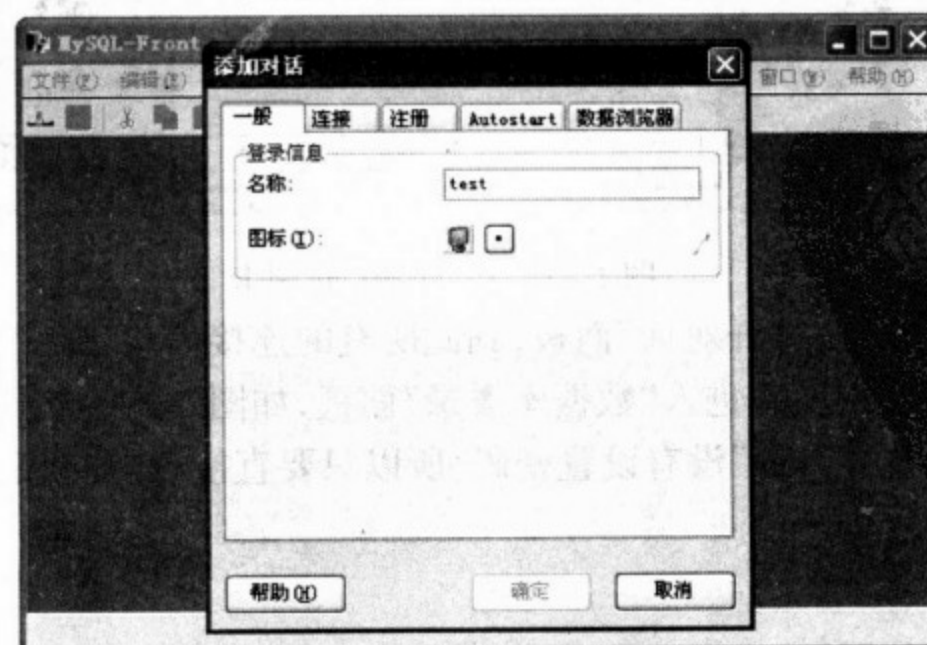 MySQL-Front
添加对话
文件(F) 编辑(E) 窗口(W) 帮助(H)
一般 连接 注册 Autostart 数据浏览器
登录信息
名称: test
图标(I):
帮助(H) 确定 取消